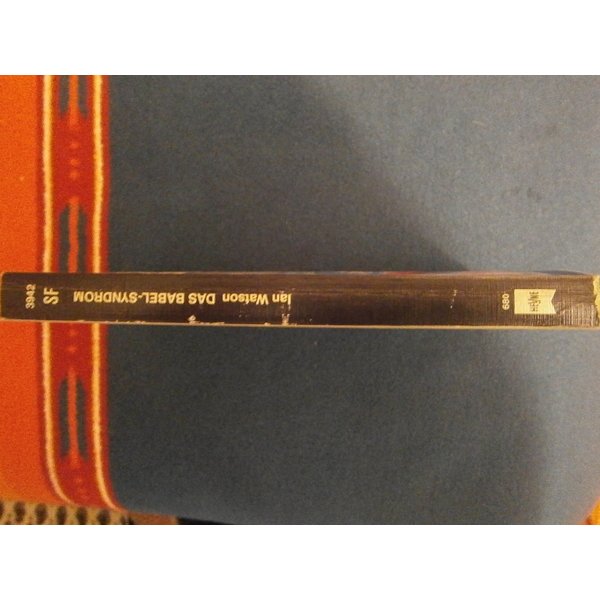 HEYNE
680
Ian Watson DAS BABEL-SYNDROM
SF
3942